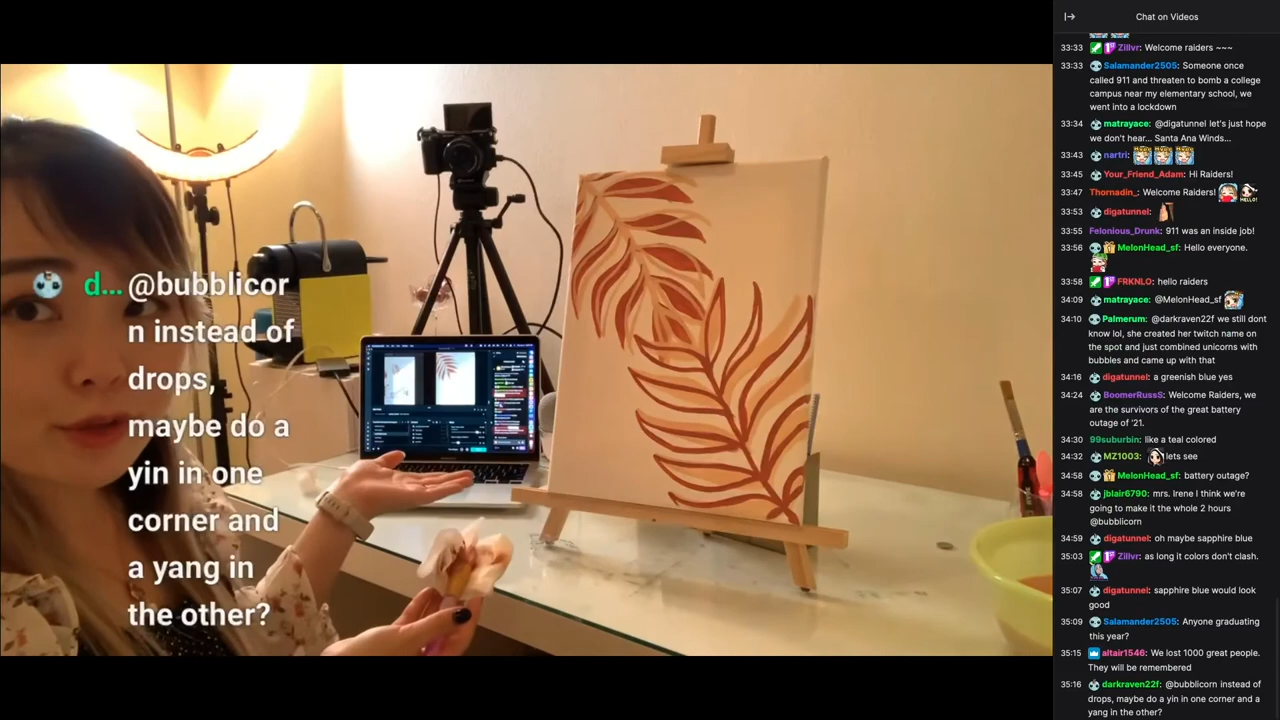 d... @bubblicor
n instead of
drops,
maybe do a
yin in one
corner and
a yang in
the other?
Chat on Videos
33:33 Zillvr: Welcome raiders ~~~
33:33 Salamander2505: Someone once
called 911 and threaten to bomb a college
campus near my elementary school, we
went into a lockdown
33:34 matrayace: @digatunnel let's just hope
we don't hear... Santa Ana Winds...
33:43 nartri:
33:45 Your_Friend_Adam: Hi Raiders!
33:47 Thornadin_: Welcome Raiders!
33:53 digatunnel:
33:55 Felonious_Drunk: 911 was an inside job!
33:56 MelonHead_sf: Hello everyone.
33:58 FRKNLO: hello raiders
34:09 matrayace: @MelonHead_sf
34:10 Palmerum: @darkraven22f we still dont
know lol, she created her twitch name on
the spot and just combined unicorns with
bubbles and came up with that
34:16 digatunnel: a greenish blue yes
34:24 BoomerRussS: Welcome Raiders, we
are the survivors of the great battery
outage of '21.
34:30 99suburbin: like a teal colored
34:32 MZ1003: lets see
34:58 MelonHead_sf: battery outage?
34:58 jblair6790: mrs. Irene I think we're
going to make it the whole 2 hours
@bubblicorn
34:59 digatunnel: oh maybe sapphire blue
35:03 Zillvr: as long it colors don't clash.
35:07 digatunnel: sapphire blue would look
good
35:09 Salamander2505: Anyone graduating
this year?
35:15 altair1546: We lost 1000 great people.
They will be remembered
35:16 darkraven22f: @bubblicorn instead of
drops, maybe do a yin in one corner and a
yang in the other?